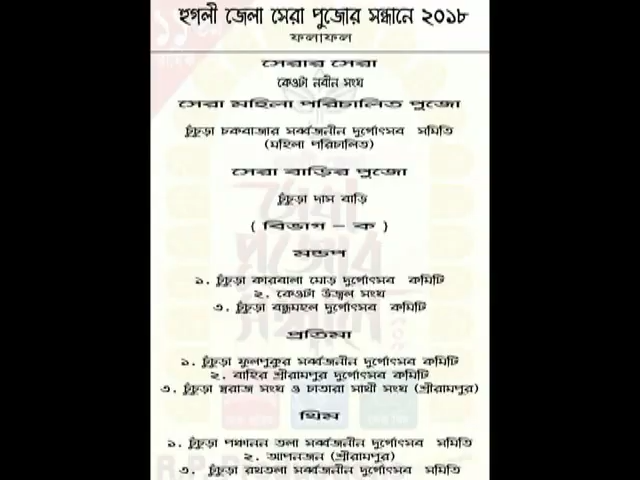 হুগলী জেলা সেরা পুজোর সন্ধানে ২০১৮
ফলাফল
সেরার সেরা
কেওটা নবীন সংঘ
সেরা মহিলা পরিচালিত পুজো
চুঁচুড়া চকবাজার সর্ব্বজনীন দুর্গোৎসব সমিতি
(মহিলা পরিচালিত)
সেরা বাড়ির পুজো
চুঁচুড়া দাস বাড়ি
( বিভাগ – ক )
মন্ডপ
১. চুঁচুড়া কারবালা মোড় দুর্গোৎসব কমিটি
২. কেওটা উজ্বল সংঘ
৩. চুঁচুড়া বন্ধুমহল দুর্গোৎসব কমিটি
প্রতিমা
১. চুঁচুড়া ফুলপুকুর সর্ব্বজনীন দুর্গোৎসব কমিটি
২. বাহির শ্রীরামপুর দুর্গোৎসব কমিটি
৩. চুঁচুড়া স্বরাজ সংঘ ও চাতারা সাথী সংঘ (শ্রীরামপুর)
থিম
১. চুঁচুড়া পঞ্চানন তলা সর্ব্বজনীন দুর্গোৎসব সমিতি
২. আপনজন (শ্রীরামপুর)
৩. চুঁচুড়া রথতলা সর্ব্বজনীন দুর্গোৎসব সমিতি